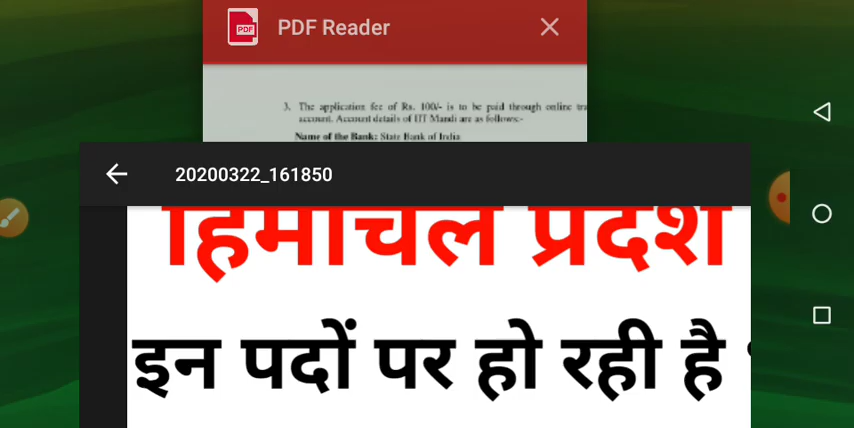 PDF
PDF Reader
3. The application fee of Rs. 100/- is to be paid through online
account. Account details of IIT Mandi are as follows:-
Name of the Bank: State Bank of India
20200322_161850
हिमाचल प्रदेश
इन पदों पर हो रही है